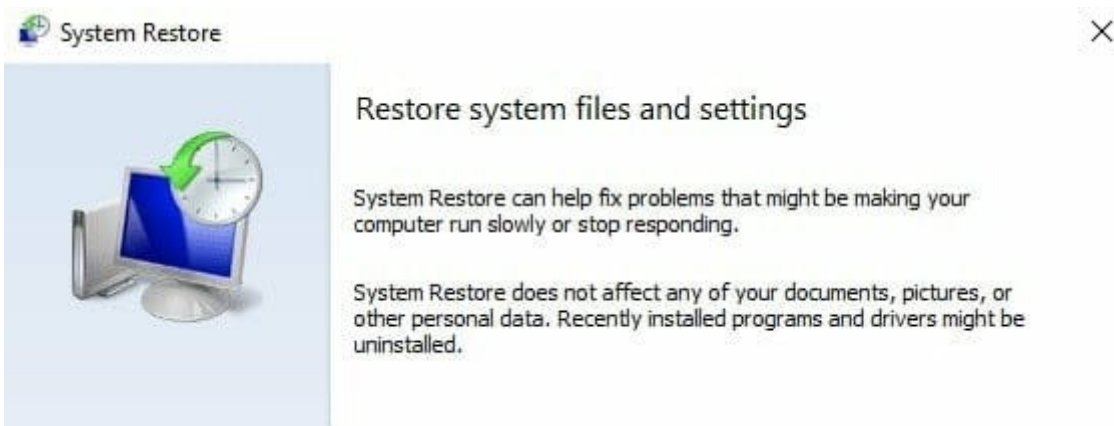 System Restore
Restore system files and settings
System Restore can help fix problems that might be making your
computer run slowly or stop responding.
System Restore does not affect any of your documents, pictures, or
other personal data. Recently installed programs and drivers might be
uninstalled.